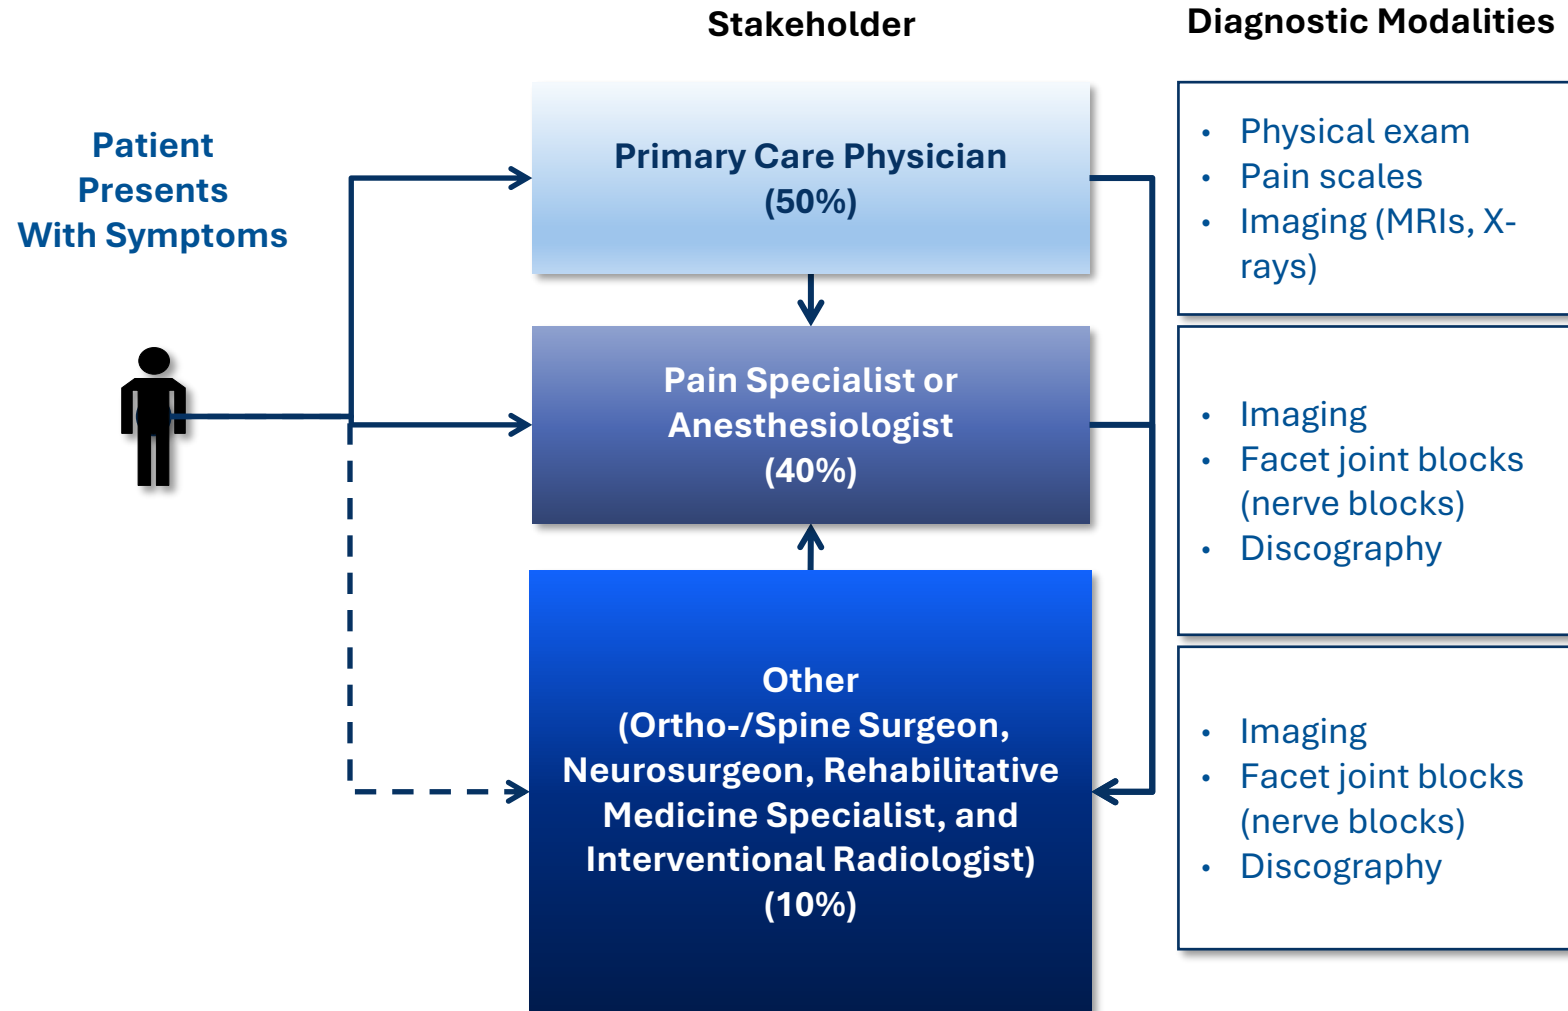 Stakeholder
Diagnostic Modalities
Patient
Presents
With Symptoms
Primary Care Physician
(50%)
• Physical exam
• Pain scales
• Imaging (MRIs, X-
rays)
Pain Specialist or
Anesthesiologist
(40%)
• Imaging
• Facet joint blocks
(nerve blocks)
• Discography
Other
(Ortho-/Spine Surgeon,
Neurosurgeon, Rehabilitative
Medicine Specialist, and
Interventional Radiologist)
(10%)
• Imaging
• Facet joint blocks
(nerve blocks)
• Discography